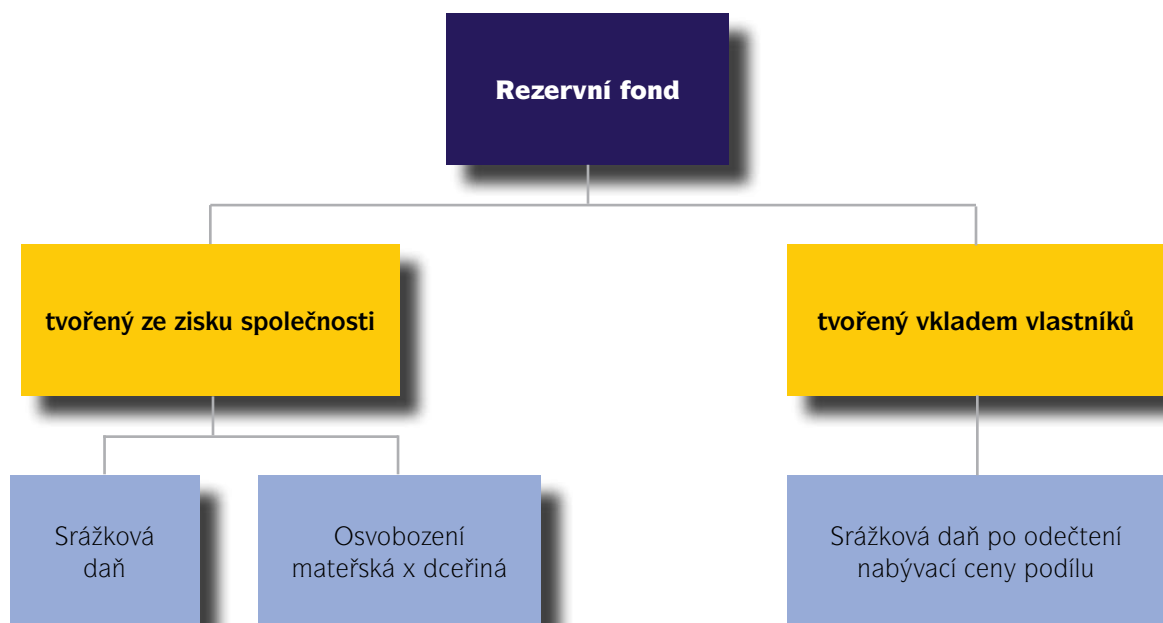 Rezervní fond
tvořený ze zisku společnosti
tvořený vkladem vlastníků
Srážková
daň
Osvobození
mateřská x dceřiná
Srážková daň po odečtení
nabývací ceny podílu